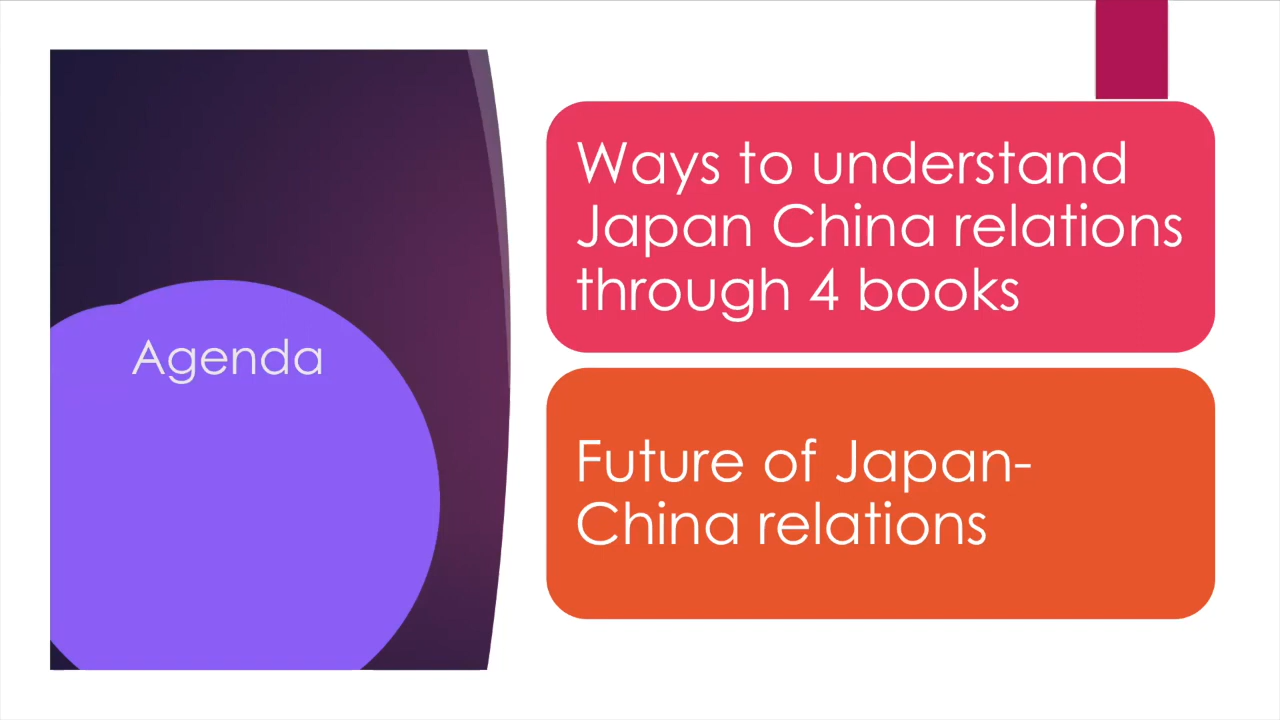 Agenda
Ways to understand
Japan China relations
through 4 books
Future of Japan-
China relations